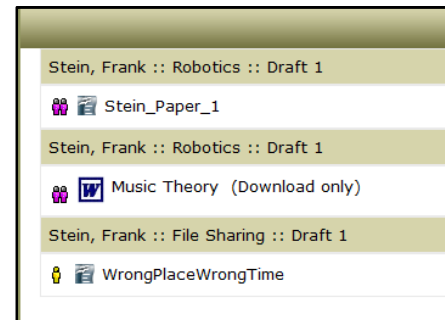 Stein, Frank :: Robotics :: Draft 1
Stein_Paper_1
Stein, Frank :: Robotics :: Draft 1
W Music Theory (Download only)
Stein, Frank :: File Sharing :: Draft 1
WrongPlaceWrongTime